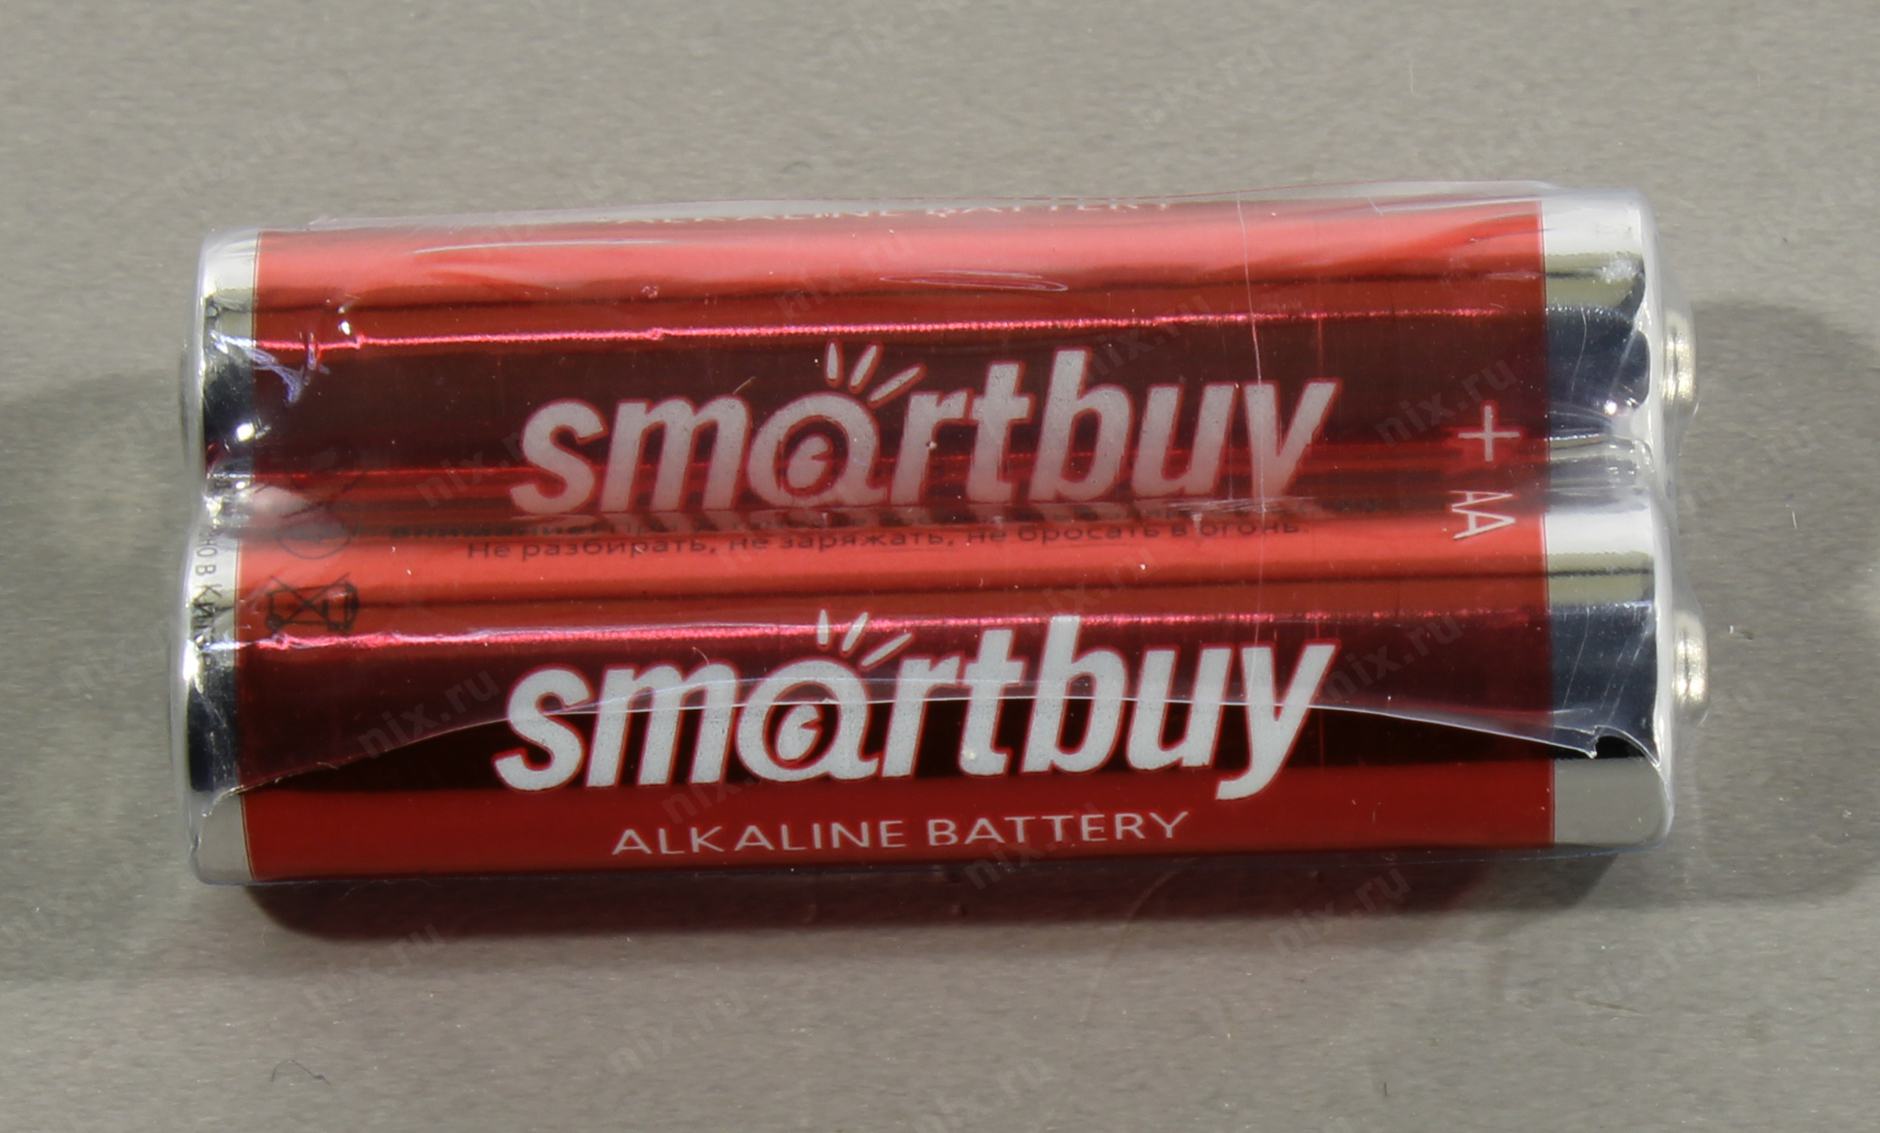 ALKALINE BATTERY
smartbuy
+ AA
Не разбирать, не заряжать, не бросать в огонь.
smartbuy
ALKALINE BATTERY
nix.ru